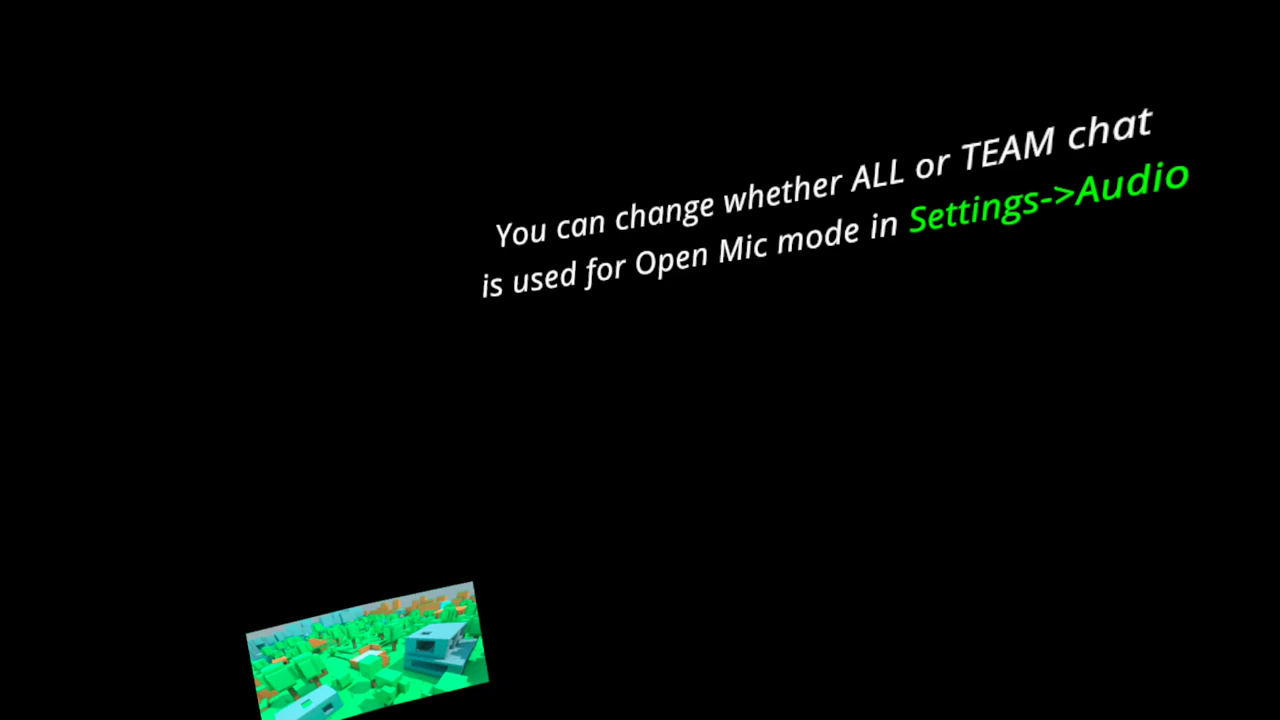 You can change whether ALL or TEAM chat
is used for Open Mic mode in Settings->Audio